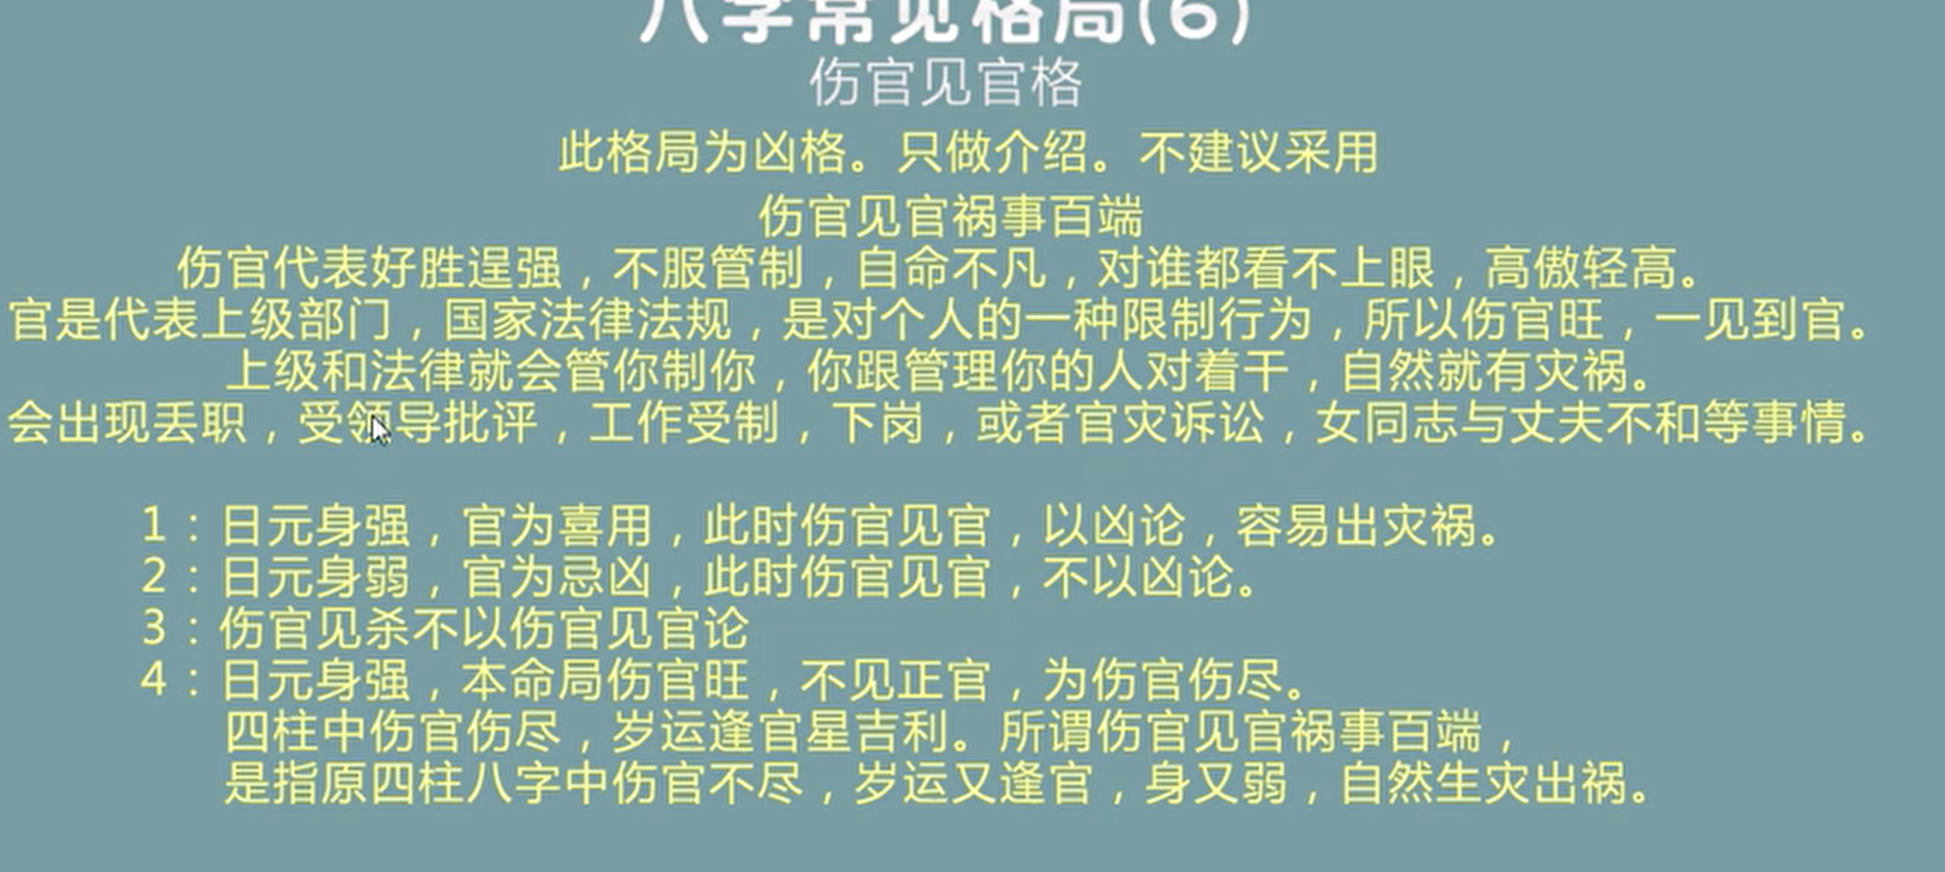 八字常见格局(6)
伤官见官格
此格局为凶格。只做介绍。不建议采用
伤官见官祸事百端
伤官代表好胜逞强，不服管制，自命不凡，对谁都看不上眼，高傲轻高。
官是代表上级部门，国家法律法规，是对个人的一种限制行为，所以伤官旺，一见到官。
上级和法律就会管你制你，你跟管理你的人对着干，自然就有灾祸。
会出现丢职，受领导批评，工作受制，下岗，或者官灾诉讼，女同志与丈夫不和等事情。
1：日元身强，官为喜用，此时伤官见官，以凶论，容易出灾祸。
2：日元身弱，官为忌凶，此时伤官见官，不以凶论。
3：伤官见杀不以伤官见官论
4：日元身强，本命局伤官旺，不见正官，为伤官伤尽。
四柱中伤官伤尽，岁运逢官星吉利。所谓伤官见官祸事百端，
是指原四柱八字中伤官不尽，岁运又逢官，身又弱，自然生灾出祸。